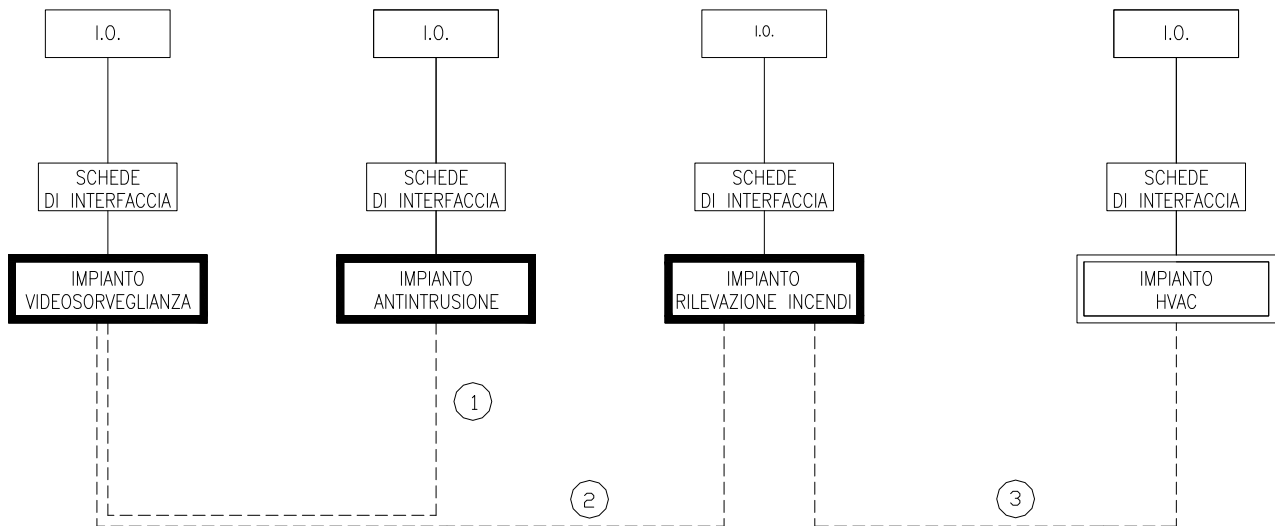 I.O.
I.O.
I.O.
I.O.
SCHEDE
DI INTERFACCIA
SCHEDE
DI INTERFACCIA
SCHEDE
DI INTERFACCIA
SCHEDE
DI INTERFACCIA
IMPIANTO
VIDEOSORVEGLIANZA
IMPIANTO
ANTINTRUSIONE
IMPIANTO
RILEVAZIONE INCENDI
IMPIANTO
HVAC
1
2
3